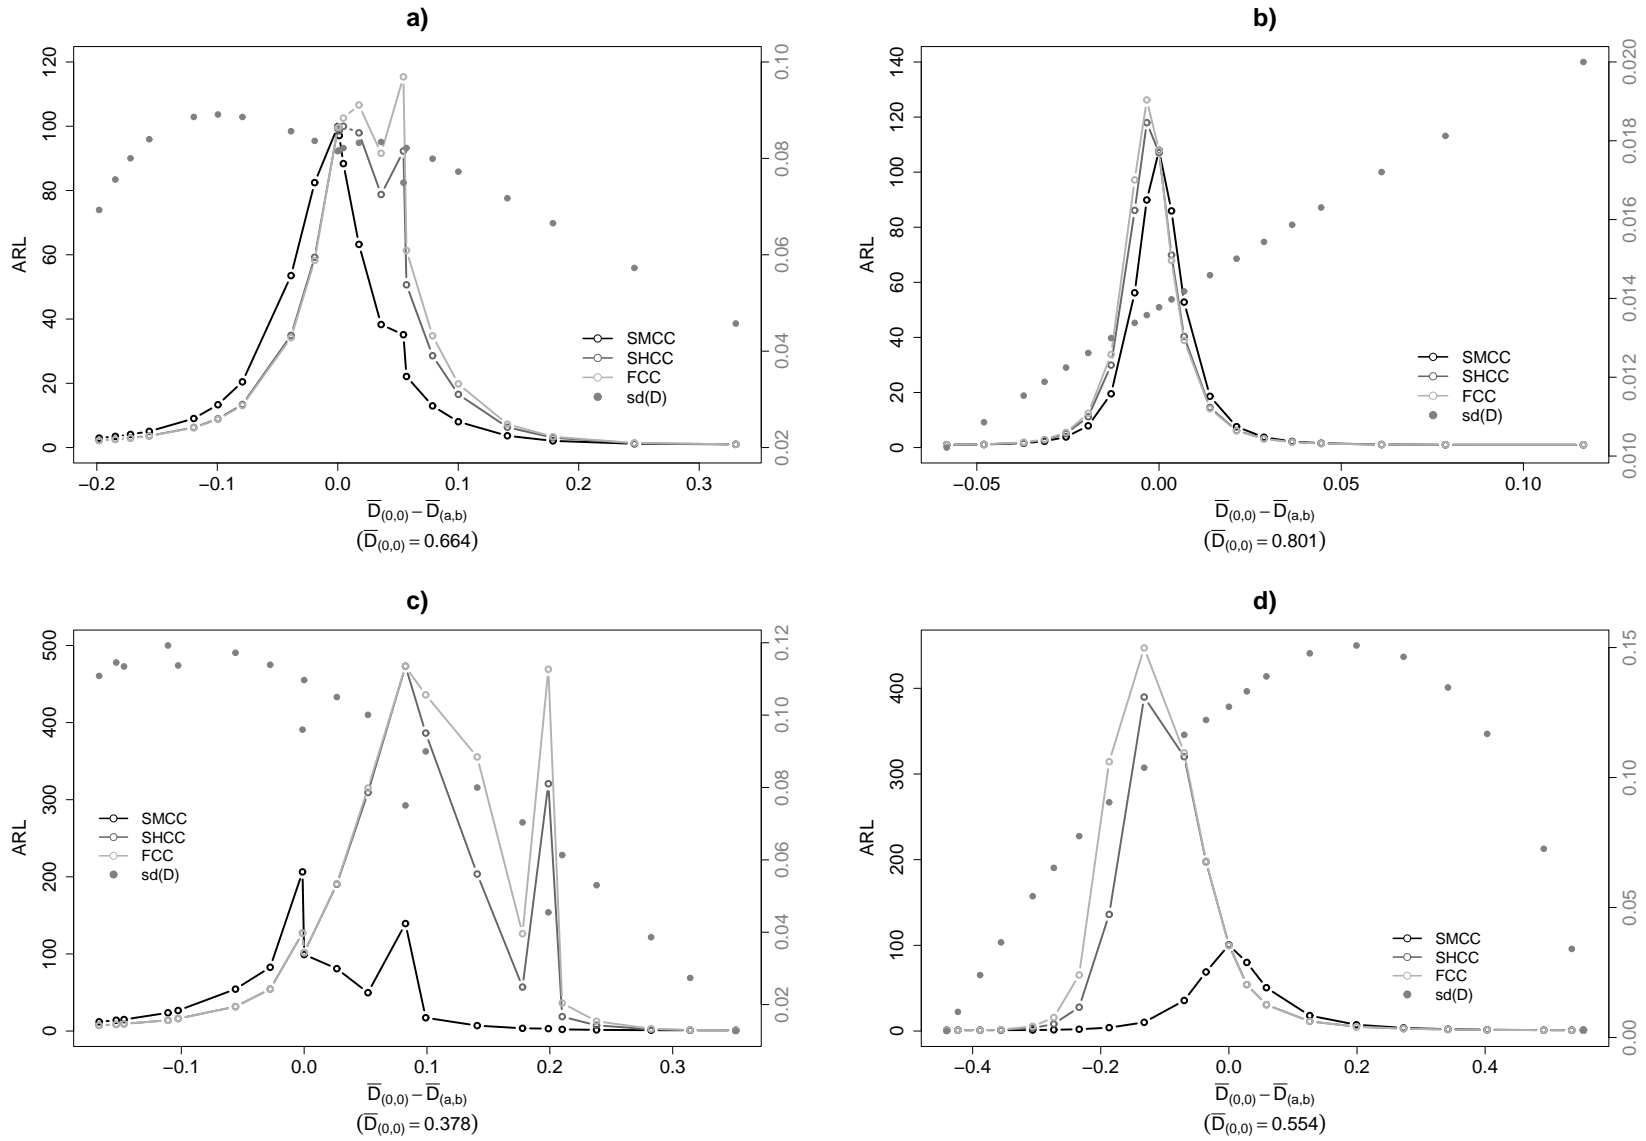 a)
120
100
80
60
40
20
0
ARL
0.10
0.08
0.06
0.04
0.02
SMCC
SHCC
FCC
sd(D)
−0.2 −0.1 0.0 0.1 0.2 0.3
D̅(0,0) − D̅(a,b)
(D̅(0,0) = 0.664)
b)
140
120
100
80
60
40
20
0
ARL
0.020
0.018
0.016
0.014
0.012
0.010
SMCC
SHCC
FCC
sd(D)
−0.05 0.00 0.05 0.10
D̅(0,0) − D̅(a,b)
(D̅(0,0) = 0.801)
c)
500
400
300
200
100
0
ARL
0.12
0.10
0.08
0.06
0.04
0.02
SMCC
SHCC
FCC
sd(D)
−0.1 0.0 0.1 0.2 0.3
D̅(0,0) − D̅(a,b)
(D̅(0,0) = 0.378)
d)
400
300
200
100
0
ARL
0.15
0.10
0.05
0.00
SMCC
SHCC
FCC
sd(D)
−0.4 −0.2 0.0 0.2 0.4
D̅(0,0) − D̅(a,b)
(D̅(0,0) = 0.554)